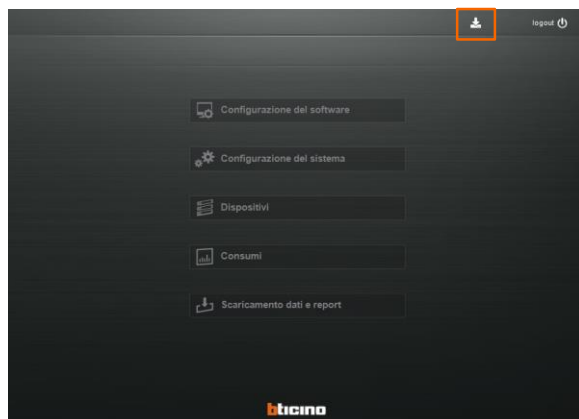 logout
Configurazione del software
Configurazione del sistema
Dispositivi
Consumi
Scaricamento dati e report
bticino